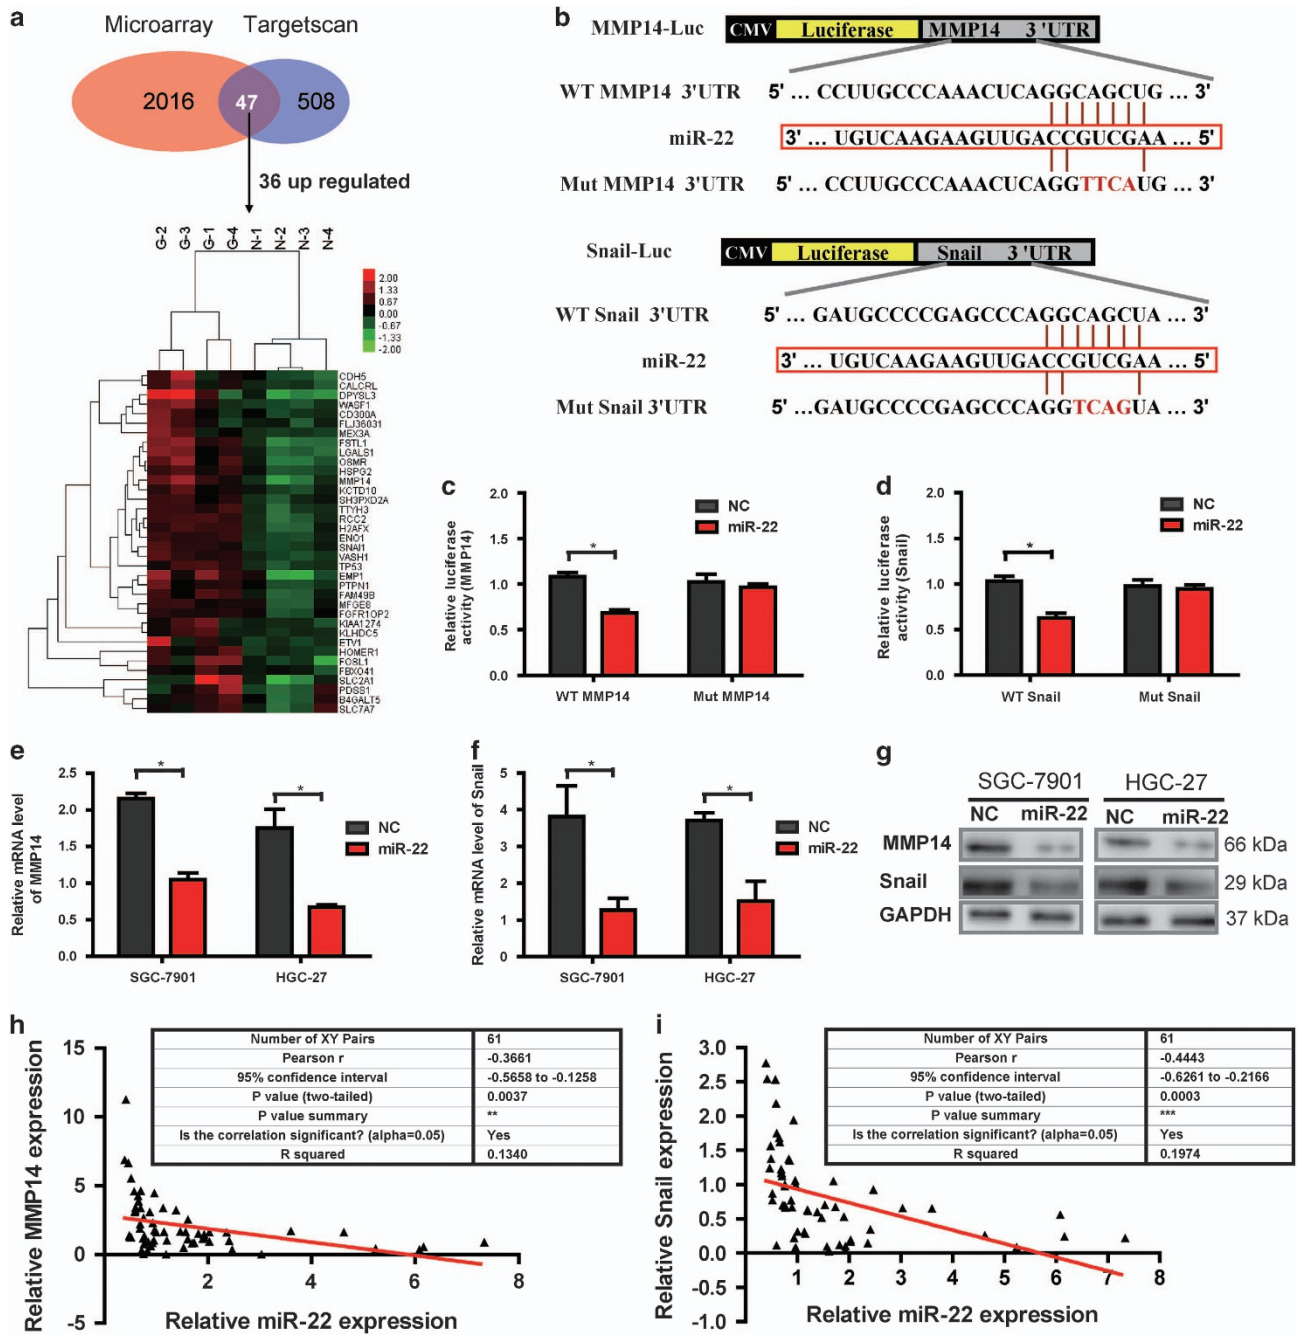 a
Microarray Targetscan
2016 47 508
36 up regulated
G-2 G-3 G-1 G-4 N-1 N-2 N-3 N-4
2.00
1.33
0.67
0.00
-0.67
-1.33
-2.00
CDH5
CALCRL
DPYSL3
WASF1
CD300A
FLJ36031
MEX3A
FSTL1
LGALS1
OSMR
HSPG2
MMP14
KCTD10
SH3PXD2A
TTYH3
RCC2
H2AFX
ENO1
SNAI1
VASH1
TP53
EMP1
PTPN1
FAM49B
MFGE8
FGFR1OP2
KIAA1274
KLHDC5
ETV1
HOMER1
FOSL1
FBXO41
SLC2A1
PDSS1
B4GALT5
SLC7A7
b
MMP14-Luc CMV Luciferase MMP14 3 'UTR
WT MMP14 3'UTR 5' ... CCUUGCCCAAACUCAGGCAGCUG ... 3'
miR-22 3' ... UGUCAAGAAGUUGACCGUCGAA ... 5'
Mut MMP14 3'UTR 5' ... CCUUGCCCAAACUCAGGTTCAUG ... 3'
Snail-Luc CMV Luciferase Snail 3 'UTR
WT Snail 3'UTR 5' ... GAUGCCCCGAGCCCAGGCAGCUA ... 3'
miR-22 3' ... UGUCAAGAAGUUGACCGUCGAA ... 5'
Mut Snail 3'UTR 5' ...GAUGCCCCGAGCCCAGGTCAGUA ... 3'
c
Relative luciferase
activity (MMP14)
2.0
1.5
1.0
0.5
0.0
NC
miR-22
*
WT MMP14 Mut MMP14
d
Relative luciferase
activity (Snail)
2.0
1.5
1.0
0.5
0.0
NC
miR-22
*
WT Snail Mut Snail
e
Relative mRNA level
of MMP14
2.5
2.0
1.5
1.0
0.5
0.0
* *
NC
miR-22
SGC-7901 HGC-27
f
Relative mRNA level of Snail
5
4
3
2
1
0
* *
NC
miR-22
SGC-7901 HGC-27
g
SGC-7901 HGC-27
NC miR-22 NC miR-22
MMP14 66 kDa
Snail 29 kDa
GAPDH 37 kDa
h
Relative MMP14 expression
15
10
5
0
-5
Number of XY Pairs 61
Pearson r -0.3661
95% confidence interval -0.5658 to -0.1258
P value (two-tailed) 0.0037
P value summary **
Is the correlation significant? (alpha=0.05) Yes
R squared 0.1340
2 4 6 8
Relative miR-22 expression
i
Relative Snail expression
3.0
2.5
2.0
1.5
1.0
0.5
0.0
-0.5
-1.0
Number of XY Pairs 61
Pearson r -0.4443
95% confidence interval -0.6261 to -0.2166
P value (two-tailed) 0.0003
P value summary ***
Is the correlation significant? (alpha=0.05) Yes
R squared 0.1974
1 2 3 4 5 6 7 8
Relative miR-22 expression